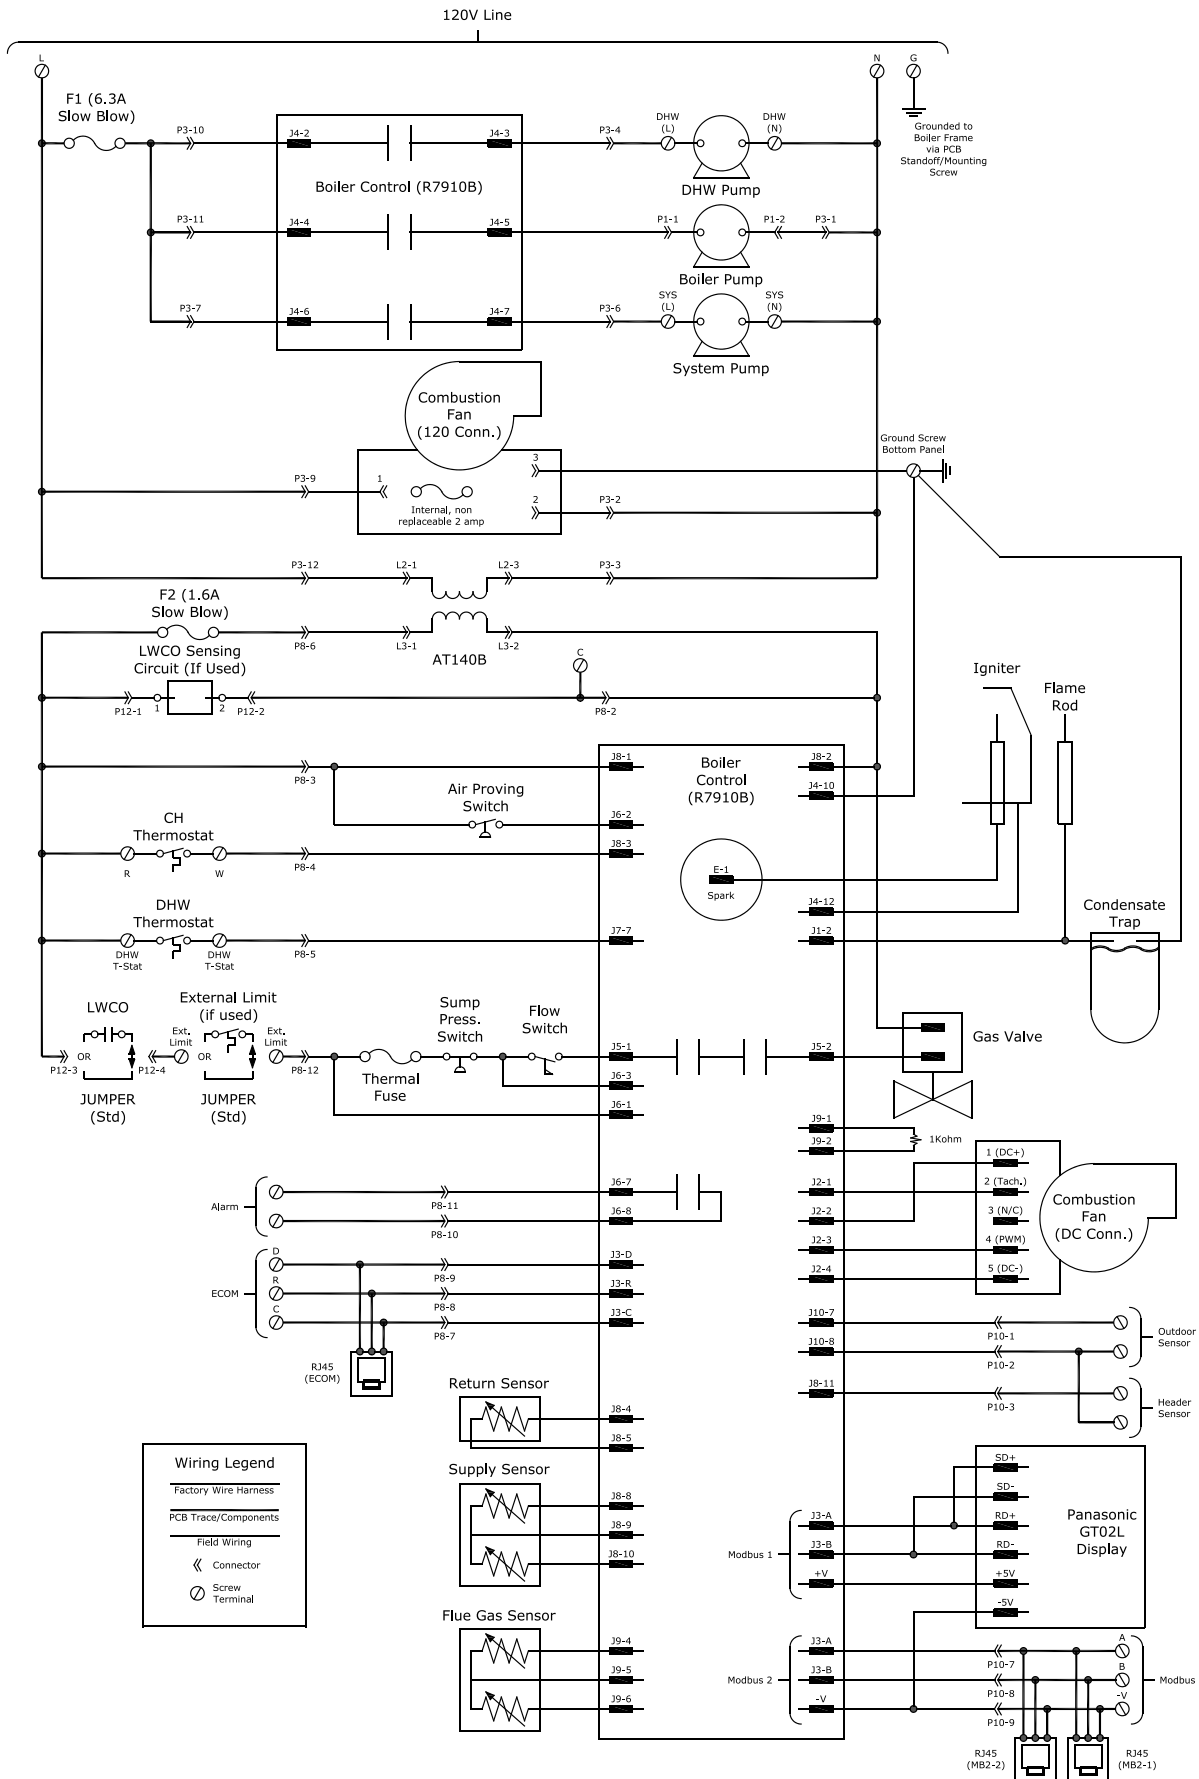 120V Line
L
N
G
F1 (6.3A
Slow Blow)
P3-10
J4-2
J4-3
P3-4
DHW
(L)
DHW
(N)
Grounded to
Boiler Frame
via PCB
Standoff/Mounting
Screw
Boiler Control (R7910B)
DHW Pump
P3-11
J4-4
J4-5
P1-1
P1-2
P3-1
Boiler Pump
P3-7
J4-6
J4-7
P3-6
SYS
(L)
SYS
(N)
System Pump
Combustion
Fan
(120 Conn.)
Ground Screw
Bottom Panel
P3-9
1
3
2
P3-2
Internal, non
replaceable 2 amp
P3-12
L2-1
L2-3
P3-3
F2 (1.6A
Slow Blow)
P8-6
L3-1
L3-2
AT140B
LWCO Sensing
Circuit (If Used)
P12-1
1
2
P12-2
C
P8-2
Igniter
Flame
Rod
P8-3
J8-1
Boiler
Control
(R7910B)
J8-2
J4-10
Air Proving
Switch
J6-2
CH
Thermostat
R
W
P8-4
J8-3
E-1
Spark
J4-12
Condensate
Trap
DHW
Thermostat
DHW
T-Stat
DHW
T-Stat
P8-5
J7-7
J1-2
LWCO
OR
P12-3
P12-4
JUMPER
(Std)
External Limit
(if used)
Ext.
Limit
OR
Ext.
Limit
P8-12
JUMPER
(Std)
Thermal
Fuse
Sump
Press.
Switch
Flow
Switch
J5-1
J5-2
Gas Valve
J6-3
J6-1
J9-1
J9-2
1Kohm
Alarm
P8-11
P8-10
J6-7
J6-8
J2-1
J2-2
J2-3
J2-4
1 (DC+)
2 (Tach.)
3 (N/C)
4 (PWM)
5 (DC-)
Combustion
Fan
(DC Conn.)
ECOM
D
R
C
P8-9
P8-8
P8-7
J3-D
J3-R
J3-C
RJ45
(ECOM)
J10-7
J10-8
J8-11
P10-1
P10-2
P10-3
Outdoor
Sensor
Header
Sensor
Return Sensor
J8-4
J8-5
Supply Sensor
J8-8
J8-9
J8-10
Wiring Legend
Factory Wire Harness
PCB Trace/Components
Field Wiring
Connector
Screw
Terminal
Modbus 1
J3-A
J3-B
+V
SD+
SD-
RD+
RD-
+5V
-5V
Panasonic
GT02L
Display
Flue Gas Sensor
J9-4
J9-5
J9-6
Modbus 2
J3-A
J3-B
-V
P10-7
P10-8
P10-9
A
B
-V
Modbus
RJ45
(MB2-2)
RJ45
(MB2-1)